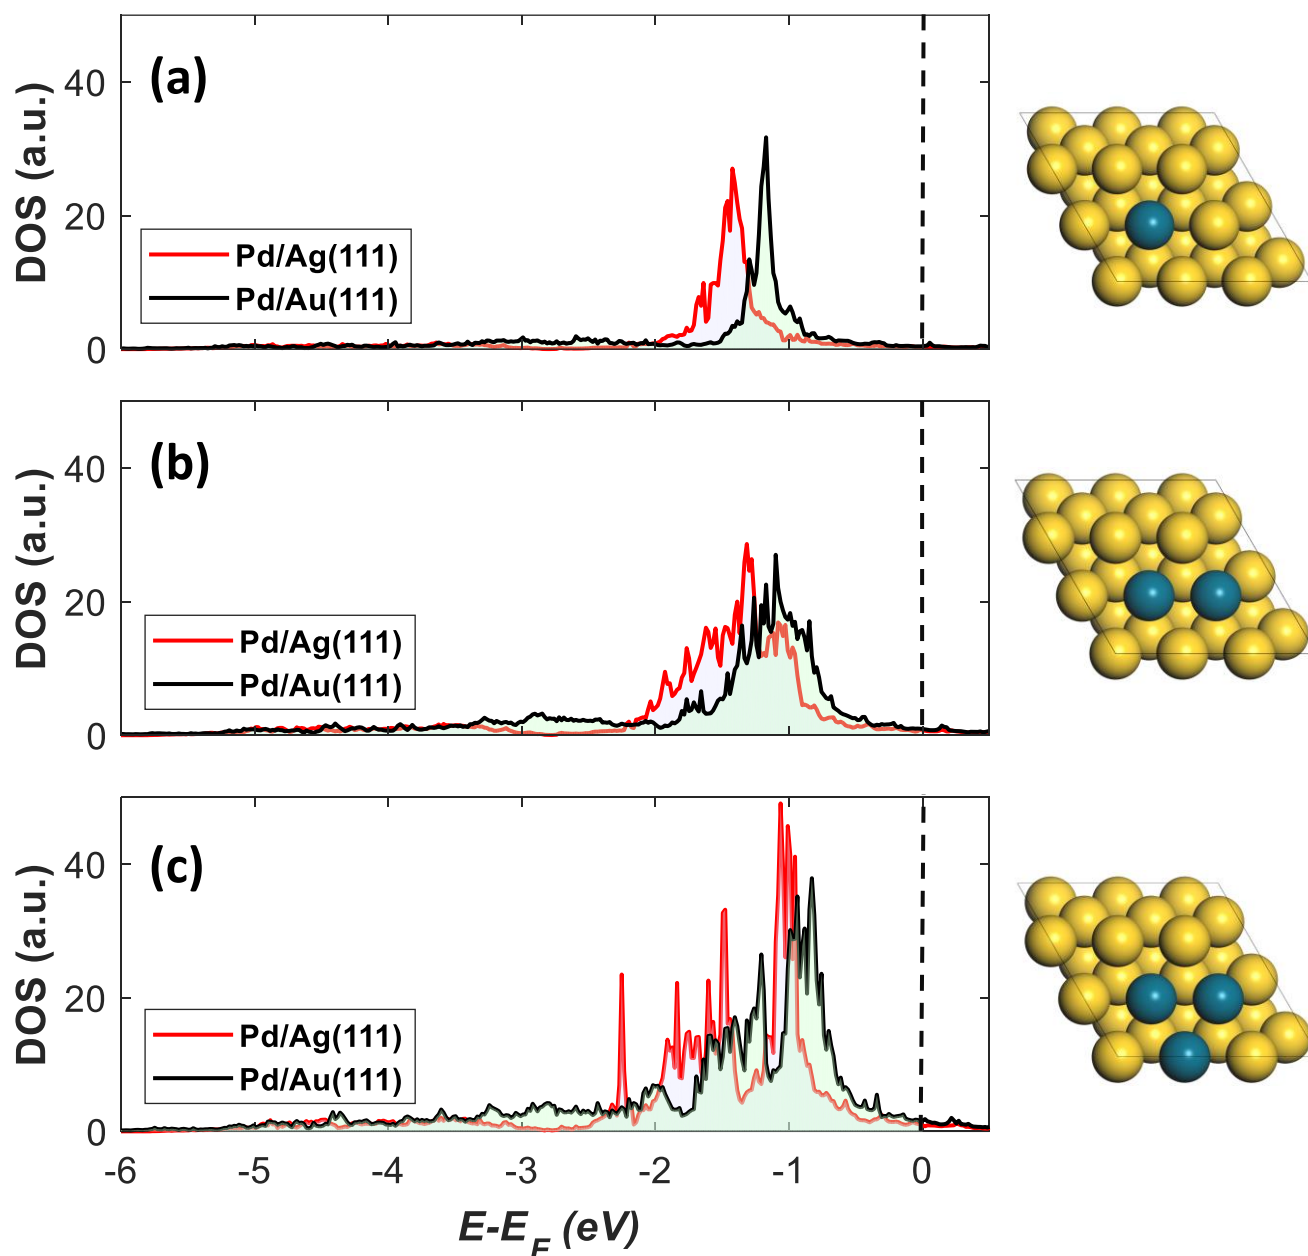 (a)
DOS (a.u.)
40
20
0
Pd/Ag(111)
Pd/Au(111)
(b)
DOS (a.u.)
40
20
0
Pd/Ag(111)
Pd/Au(111)
(c)
DOS (a.u.)
40
20
0
Pd/Ag(111)
Pd/Au(111)
-6 -5 -4 -3 -2 -1 0
E-E_F (eV)